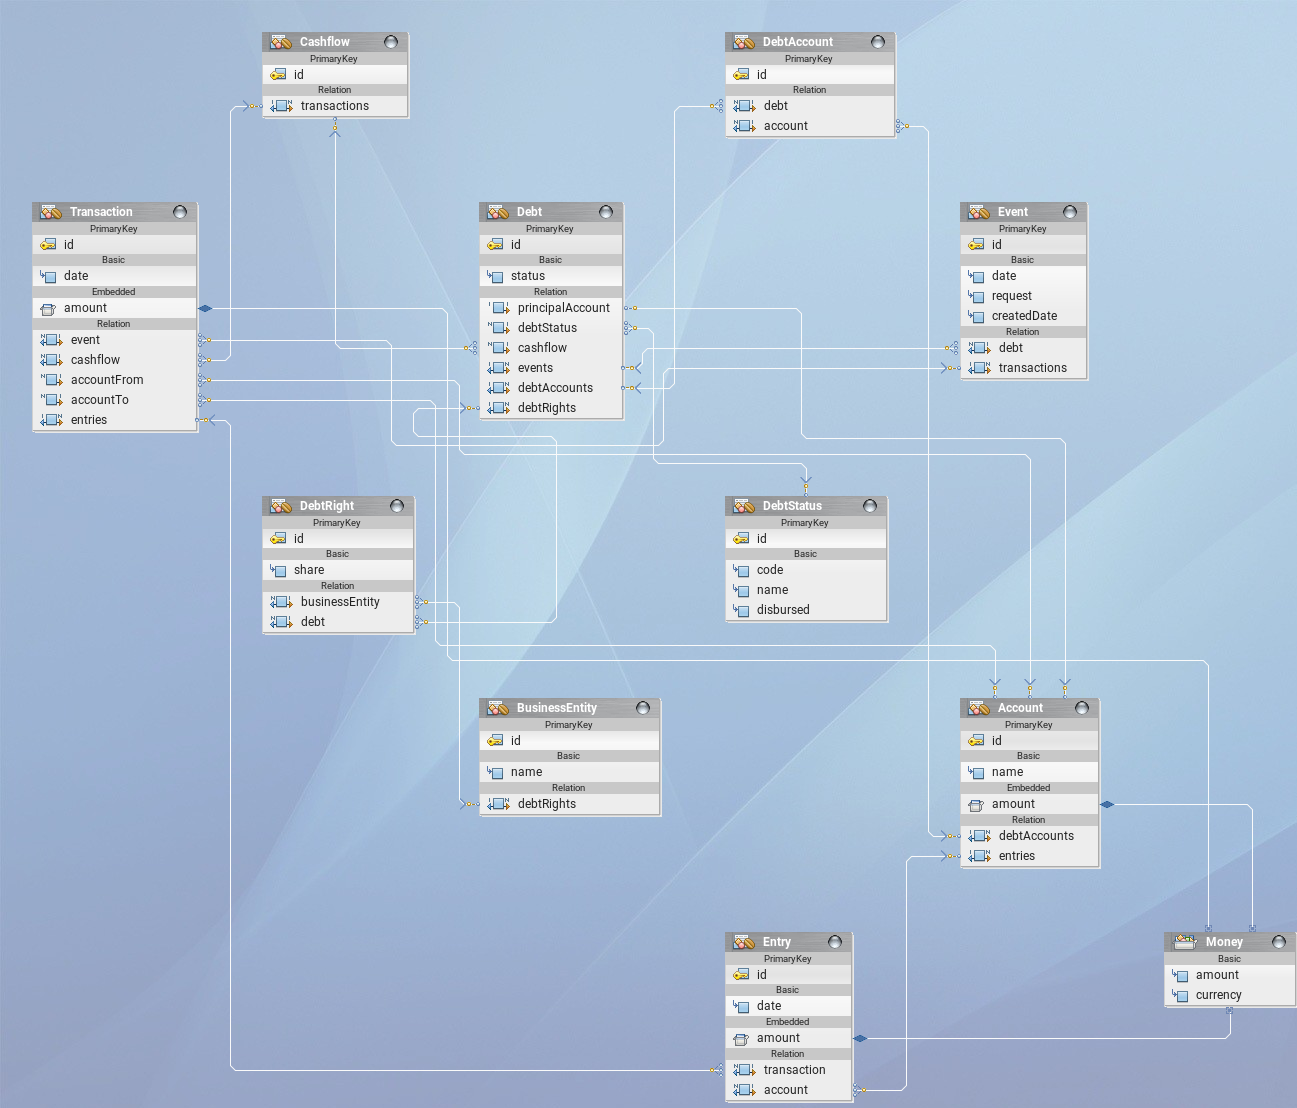 Cashflow
PrimaryKey
id
Relation
transactions
DebtAccount
PrimaryKey
id
Relation
debt
account
Transaction
PrimaryKey
id
Basic
date
Embedded
amount
Relation
event
cashflow
accountFrom
accountTo
entries
Debt
PrimaryKey
id
Basic
status
Relation
principalAccount
debtStatus
cashflow
events
debtAccounts
debtRights
Event
PrimaryKey
id
Basic
date
request
createdDate
Relation
debt
transactions
DebtRight
PrimaryKey
id
Basic
share
Relation
businessEntity
debt
DebtStatus
PrimaryKey
id
Basic
code
name
disbursed
BusinessEntity
PrimaryKey
id
Basic
name
Relation
debtRights
Account
PrimaryKey
id
Basic
name
Embedded
amount
Relation
debtAccounts
entries
Entry
PrimaryKey
id
Basic
date
Embedded
amount
Relation
transaction
account
Money
Basic
amount
currency